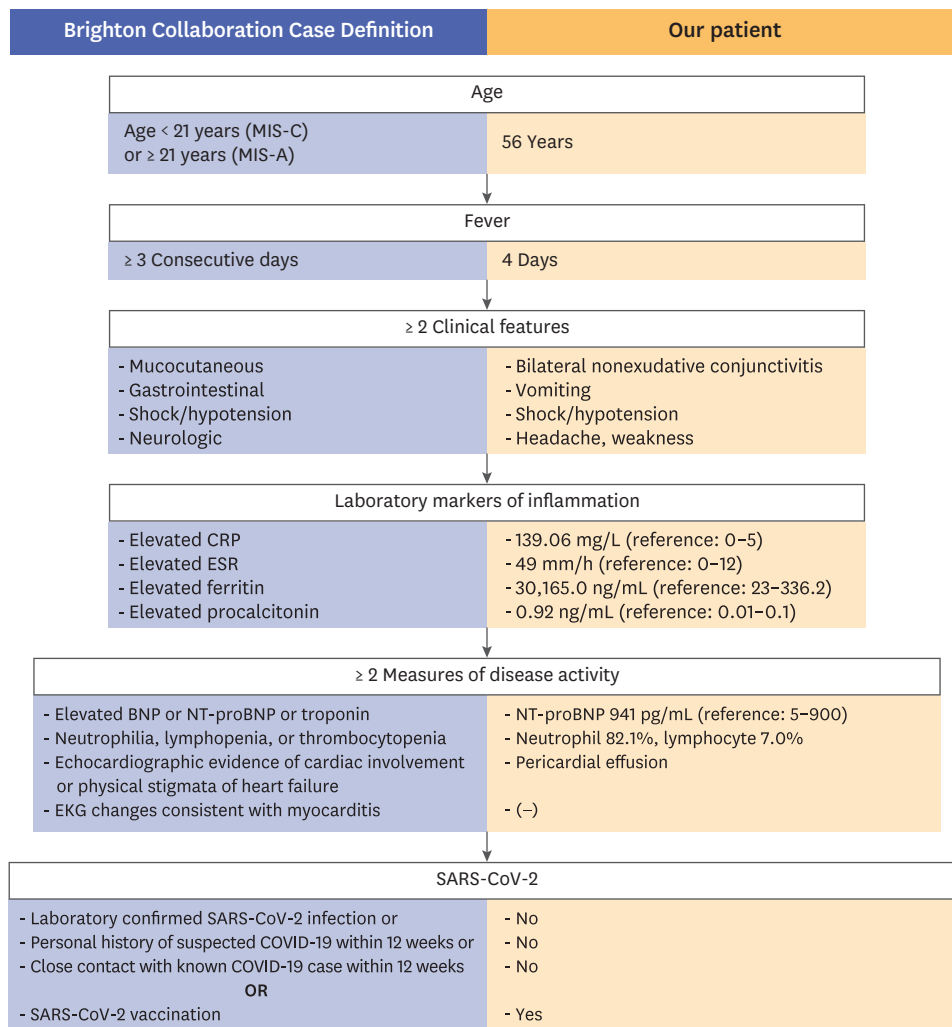 Brighton Collaboration Case Definition
Our patient
Age
Age < 21 years (MIS-C)
or ≥ 21 years (MIS-A)
56 Years
Fever
≥ 3 Consecutive days
4 Days
≥ 2 Clinical features
- Mucocutaneous
- Gastrointestinal
- Shock/hypotension
- Neurologic
- Bilateral nonexudative conjunctivitis
- Vomiting
- Shock/hypotension
- Headache, weakness
Laboratory markers of inflammation
- Elevated CRP
- Elevated ESR
- Elevated ferritin
- Elevated procalcitonin
- 139.06 mg/L (reference: 0–5)
- 49 mm/h (reference: 0–12)
- 30,165.0 ng/mL (reference: 23–336.2)
- 0.92 ng/mL (reference: 0.01–0.1)
≥ 2 Measures of disease activity
- Elevated BNP or NT-proBNP or troponin
- Neutrophilia, lymphopenia, or thrombocytopenia
- Echocardiographic evidence of cardiac involvement
or physical stigmata of heart failure
- EKG changes consistent with myocarditis
- NT-proBNP 941 pg/mL (reference: 5–900)
- Neutrophil 82.1%, lymphocyte 7.0%
- Pericardial effusion
- (–)
SARS-CoV-2
- Laboratory confirmed SARS-CoV-2 infection or
- Personal history of suspected COVID-19 within 12 weeks or
- Close contact with known COVID-19 case within 12 weeks
OR
- SARS-CoV-2 vaccination
- No
- No
- No
- Yes